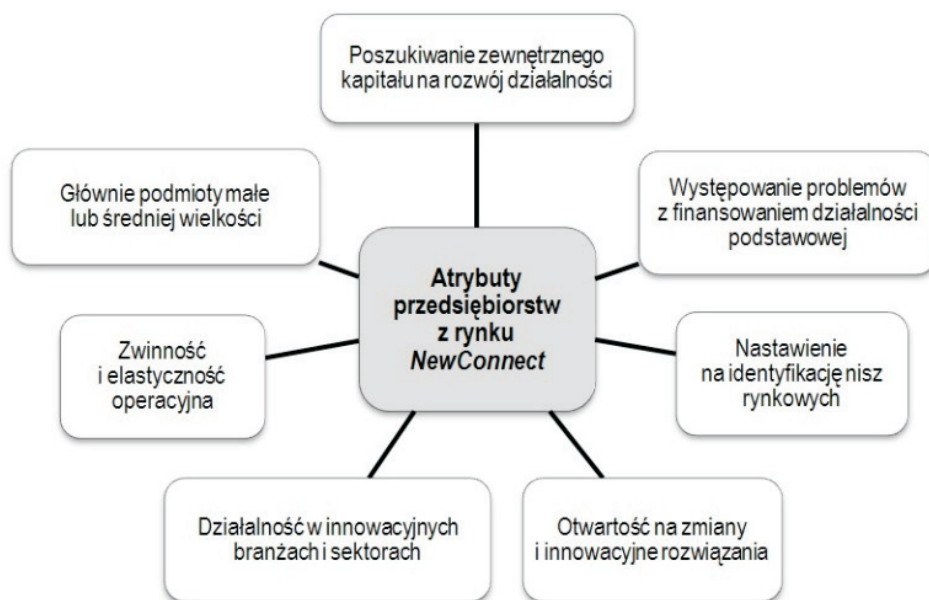 Poszukiwanie zewnętrznego
kapitału na rozwój działalności
Głównie podmioty małe
lub średniej wielkości
Występowanie problemów
z finansowaniem działalności
podstawowej
Atrybuty
przedsiębiorstw
z rynku
NewConnect
Zwinność
i elastyczność
operacyjna
Nastawienie
na identyfikację nisz
rynkowych
Działalność w innowacyjnych
branżach i sektorach
Otwartość na zmiany
i innowacyjne rozwiązania